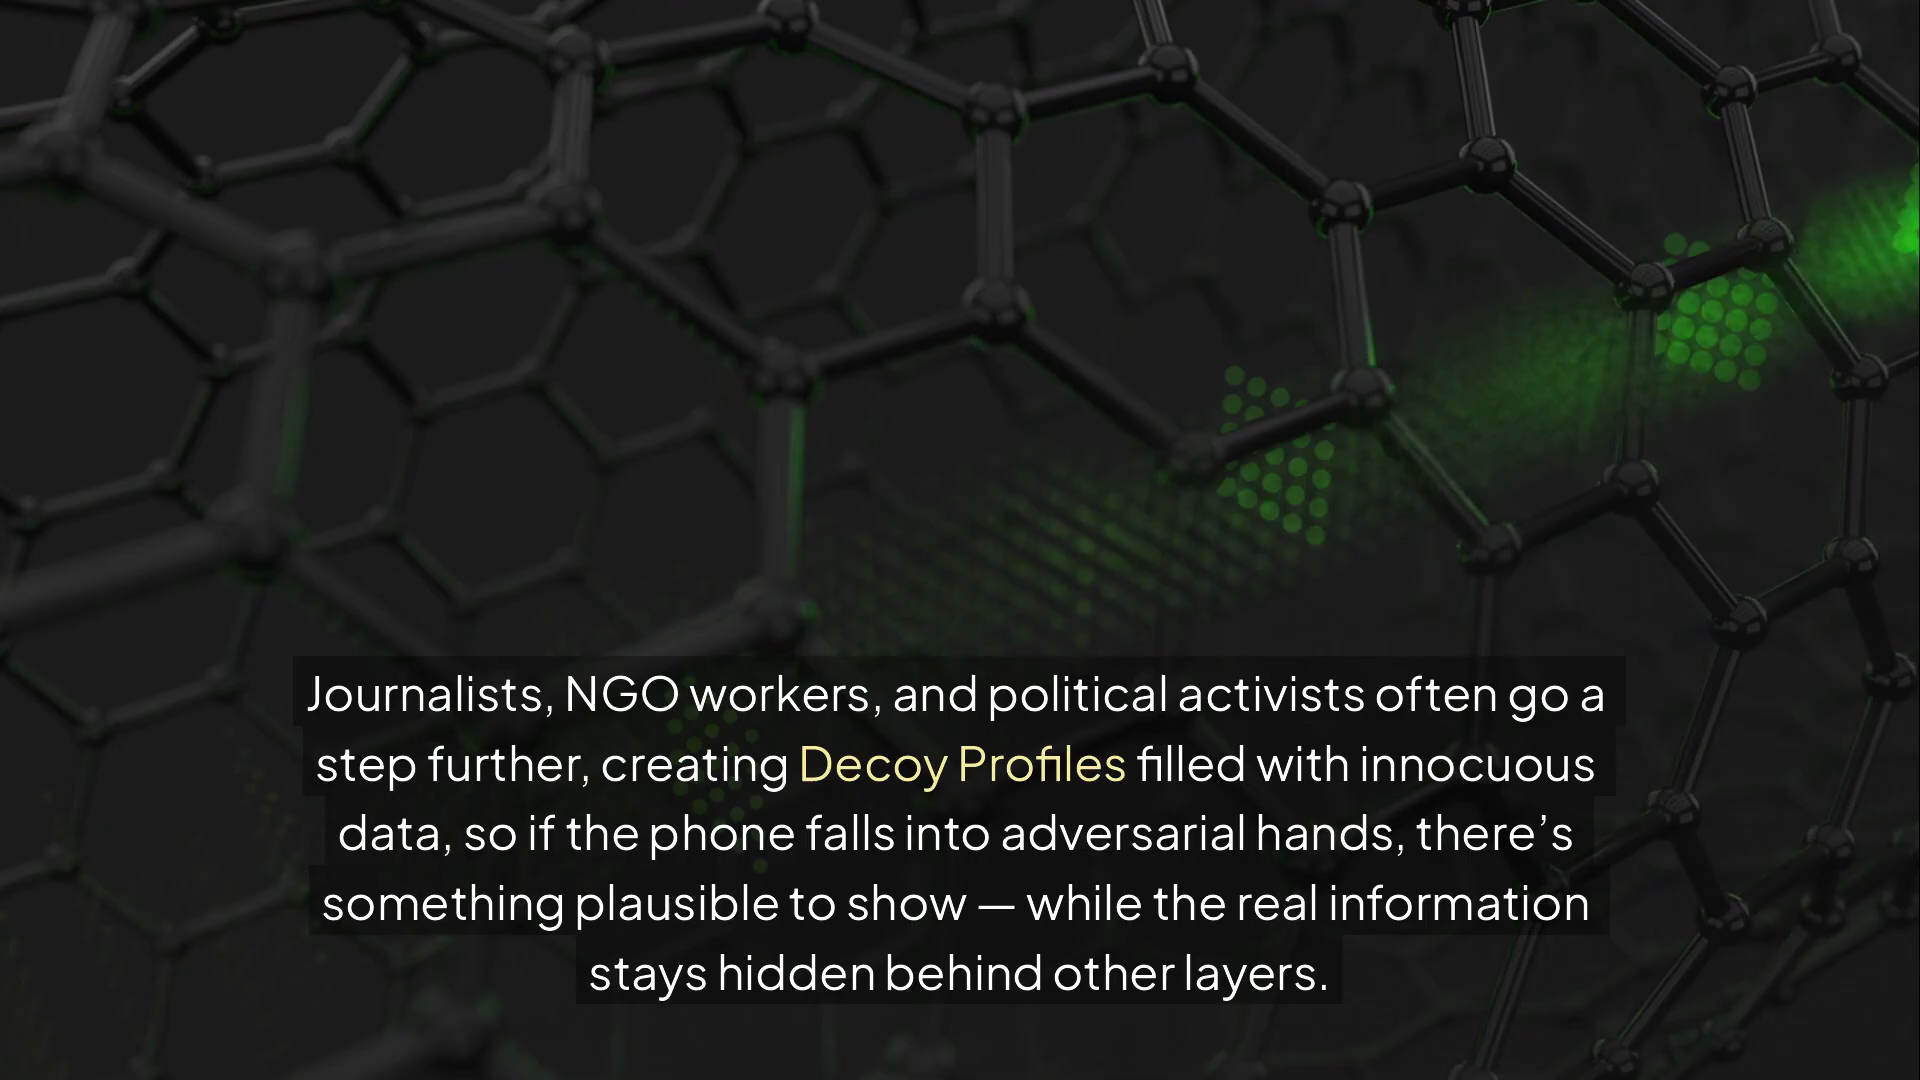 Journalists, NGO workers, and political activists often go a
step further, creating Decoy Profiles filled with innocuous
data, so if the phone falls into adversarial hands, there’s
something plausible to show — while the real information
stays hidden behind other layers.